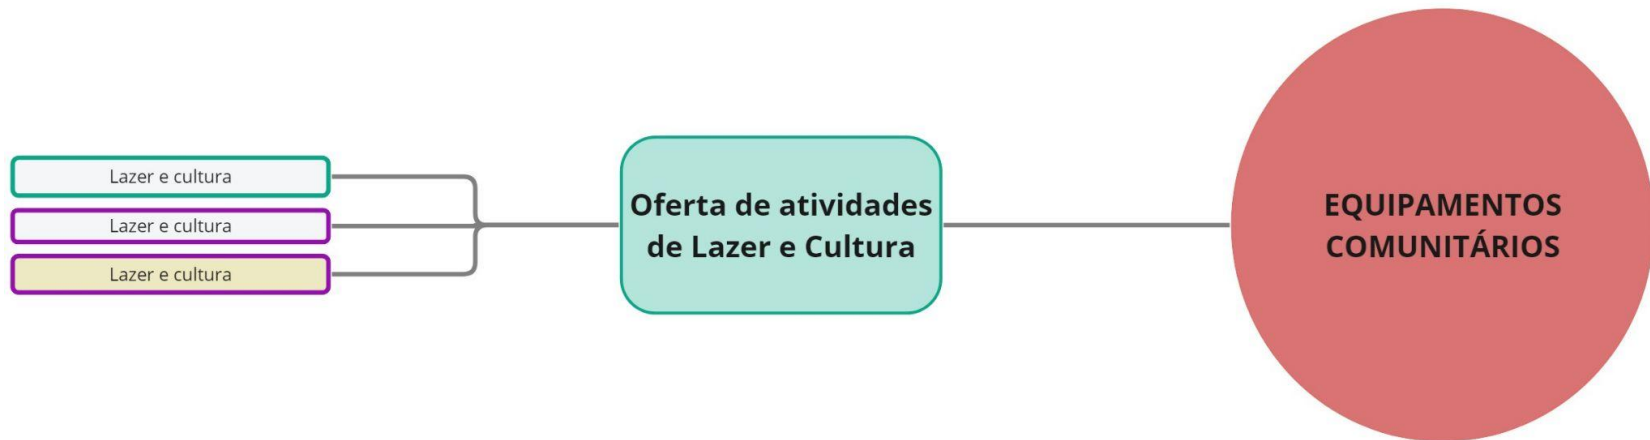 Lazer e cultura
Lazer e cultura
Lazer e cultura
Oferta de atividades
de Lazer e Cultura
EQUIPAMENTOS
COMUNITÁRIOS